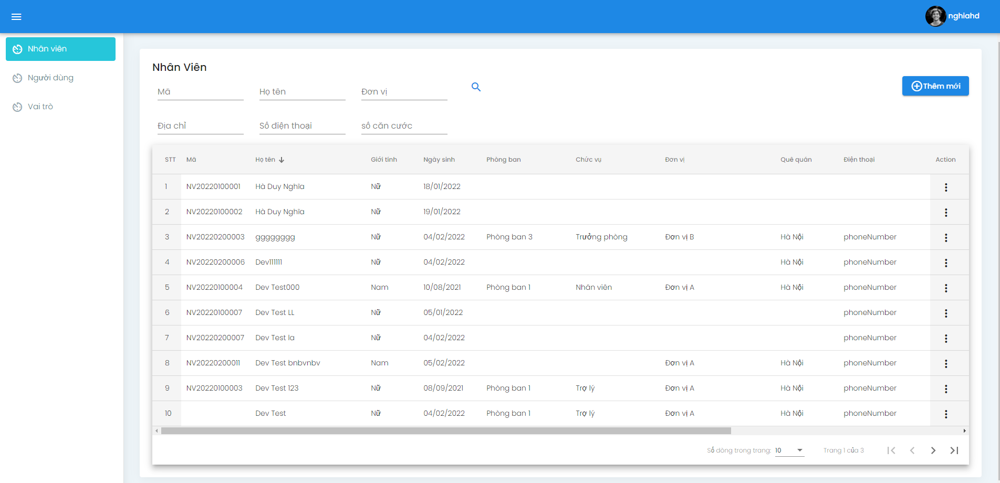 nghiahd
Nhân viên
Người dùng
Vai trò
Nhân Viên
Mã Họ tên Đơn vị
Thêm mới
Địa chỉ Số điện thoại số căn cước
STT Mã Họ tên Giới tính Ngày sinh Phòng ban Chức vụ Đơn vị Quê quán Điện thoại Action
1 NV20220100001 Hà Duy Nghĩa Nữ 18/01/2022
2 NV20220100002 Hà Duy Nghĩa Nữ 19/01/2022
3 NV20220200003 gggggggg Nữ 04/02/2022 Phòng ban 3 Trưởng phòng Đơn vị B Hà Nội phoneNumber
4 NV20220200006 Dev111111 Nữ 04/02/2022 Hà Nội phoneNumber
5 NV20220100004 Dev Test000 Nam 10/08/2021 Phòng ban 1 Nhân viên Đơn vị A Hà Nội phoneNumber
6 NV20220100007 Dev Test LL Nữ 05/01/2022 phoneNumber
7 NV20220200007 Dev Test la Nữ 04/02/2022 phoneNumber
8 NV20220200011 Dev Test bnbvnbv Nam 05/02/2022 Đơn vị A Hà Nội phoneNumber
9 NV20220100003 Dev Test 123 Nữ 08/09/2021 Phòng ban 1 Trợ lý Đơn vị A Hà Nội phoneNumber
10 Dev Test Nữ 04/02/2022 Phòng ban 1 Trợ lý Đơn vị A Hà Nội phoneNumber
Số dòng trong trang: 10 Trang 1 của 3